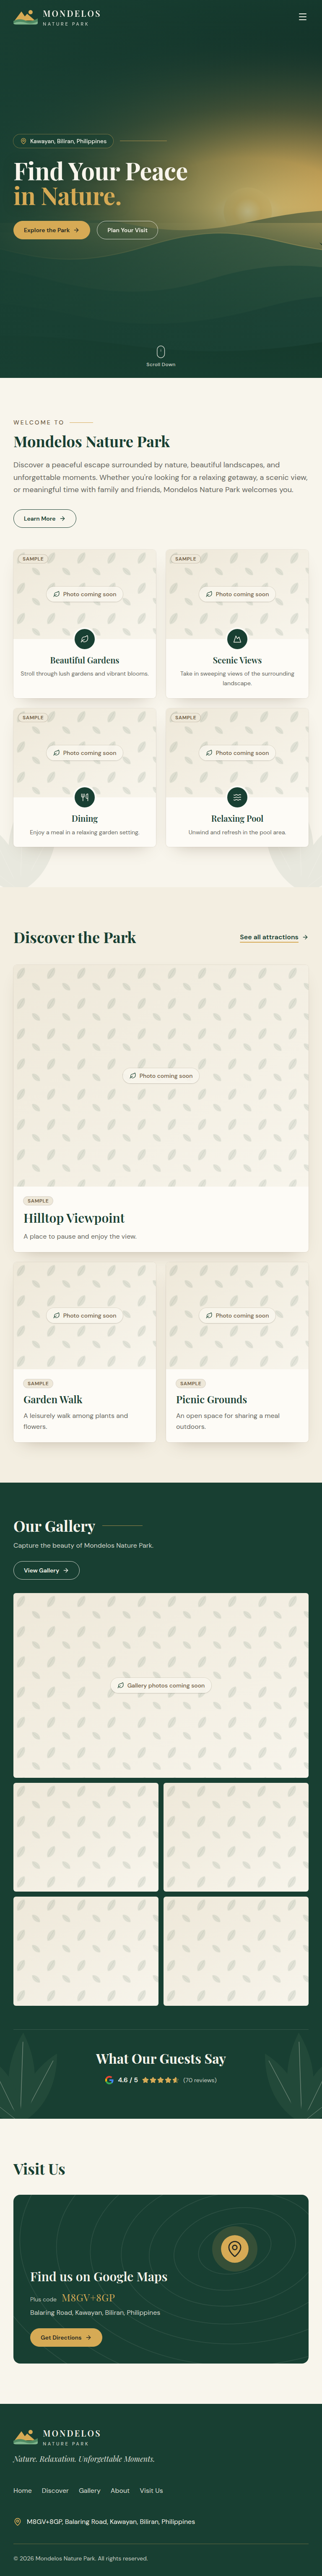 MONDELOS
NATURE PARK
Kawayan, Biliran, Philippines
Find Your Peace
in Nature.
Explore the Park →
Plan Your Visit
Scroll Down
WELCOME TO
Mondelos Nature Park
Discover a peaceful escape surrounded by nature, beautiful landscapes, and
unforgettable moments. Whether you're looking for a relaxing getaway, a scenic view,
or meaningful time with family and friends, Mondelos Nature Park welcomes you.
Learn More →
SAMPLE
Photo coming soon
Beautiful Gardens
Stroll through lush gardens and vibrant blooms.
SAMPLE
Photo coming soon
Scenic Views
Take in sweeping views of the surrounding
landscape.
SAMPLE
Photo coming soon
Dining
Enjoy a meal in a relaxing garden setting.
SAMPLE
Photo coming soon
Relaxing Pool
Unwind and refresh in the pool area.
Discover the Park
See all attractions →
Photo coming soon
SAMPLE
Hilltop Viewpoint
A place to pause and enjoy the view.
Photo coming soon
SAMPLE
Garden Walk
A leisurely walk among plants and
flowers.
Photo coming soon
SAMPLE
Picnic Grounds
An open space for sharing a meal
outdoors.
Our Gallery
Capture the beauty of Mondelos Nature Park.
View Gallery →
Gallery photos coming soon
What Our Guests Say
4.6 / 5 (70 reviews)
Visit Us
Find us on Google Maps
Plus code M8GV+8GP
Balaring Road, Kawayan, Biliran, Philippines
Get Directions →
MONDELOS
NATURE PARK
Nature. Relaxation. Unforgettable Moments.
Home Discover Gallery About Visit Us
M8GV+8GP, Balaring Road, Kawayan, Biliran, Philippines
© 2026 Mondelos Nature Park. All rights reserved.